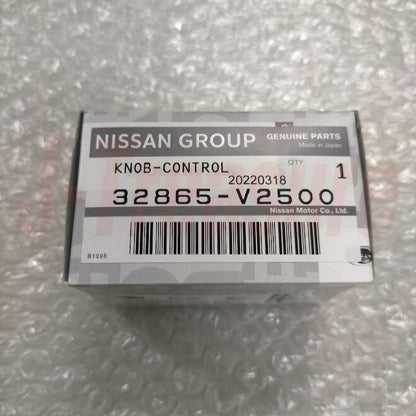 NISSAN GROUP GENUINE PARTS
Made in Japan
KNOB-CONTROL QTY 1
20220318
32865-V2500
Nissan Motor Co., Ltd.
B1205